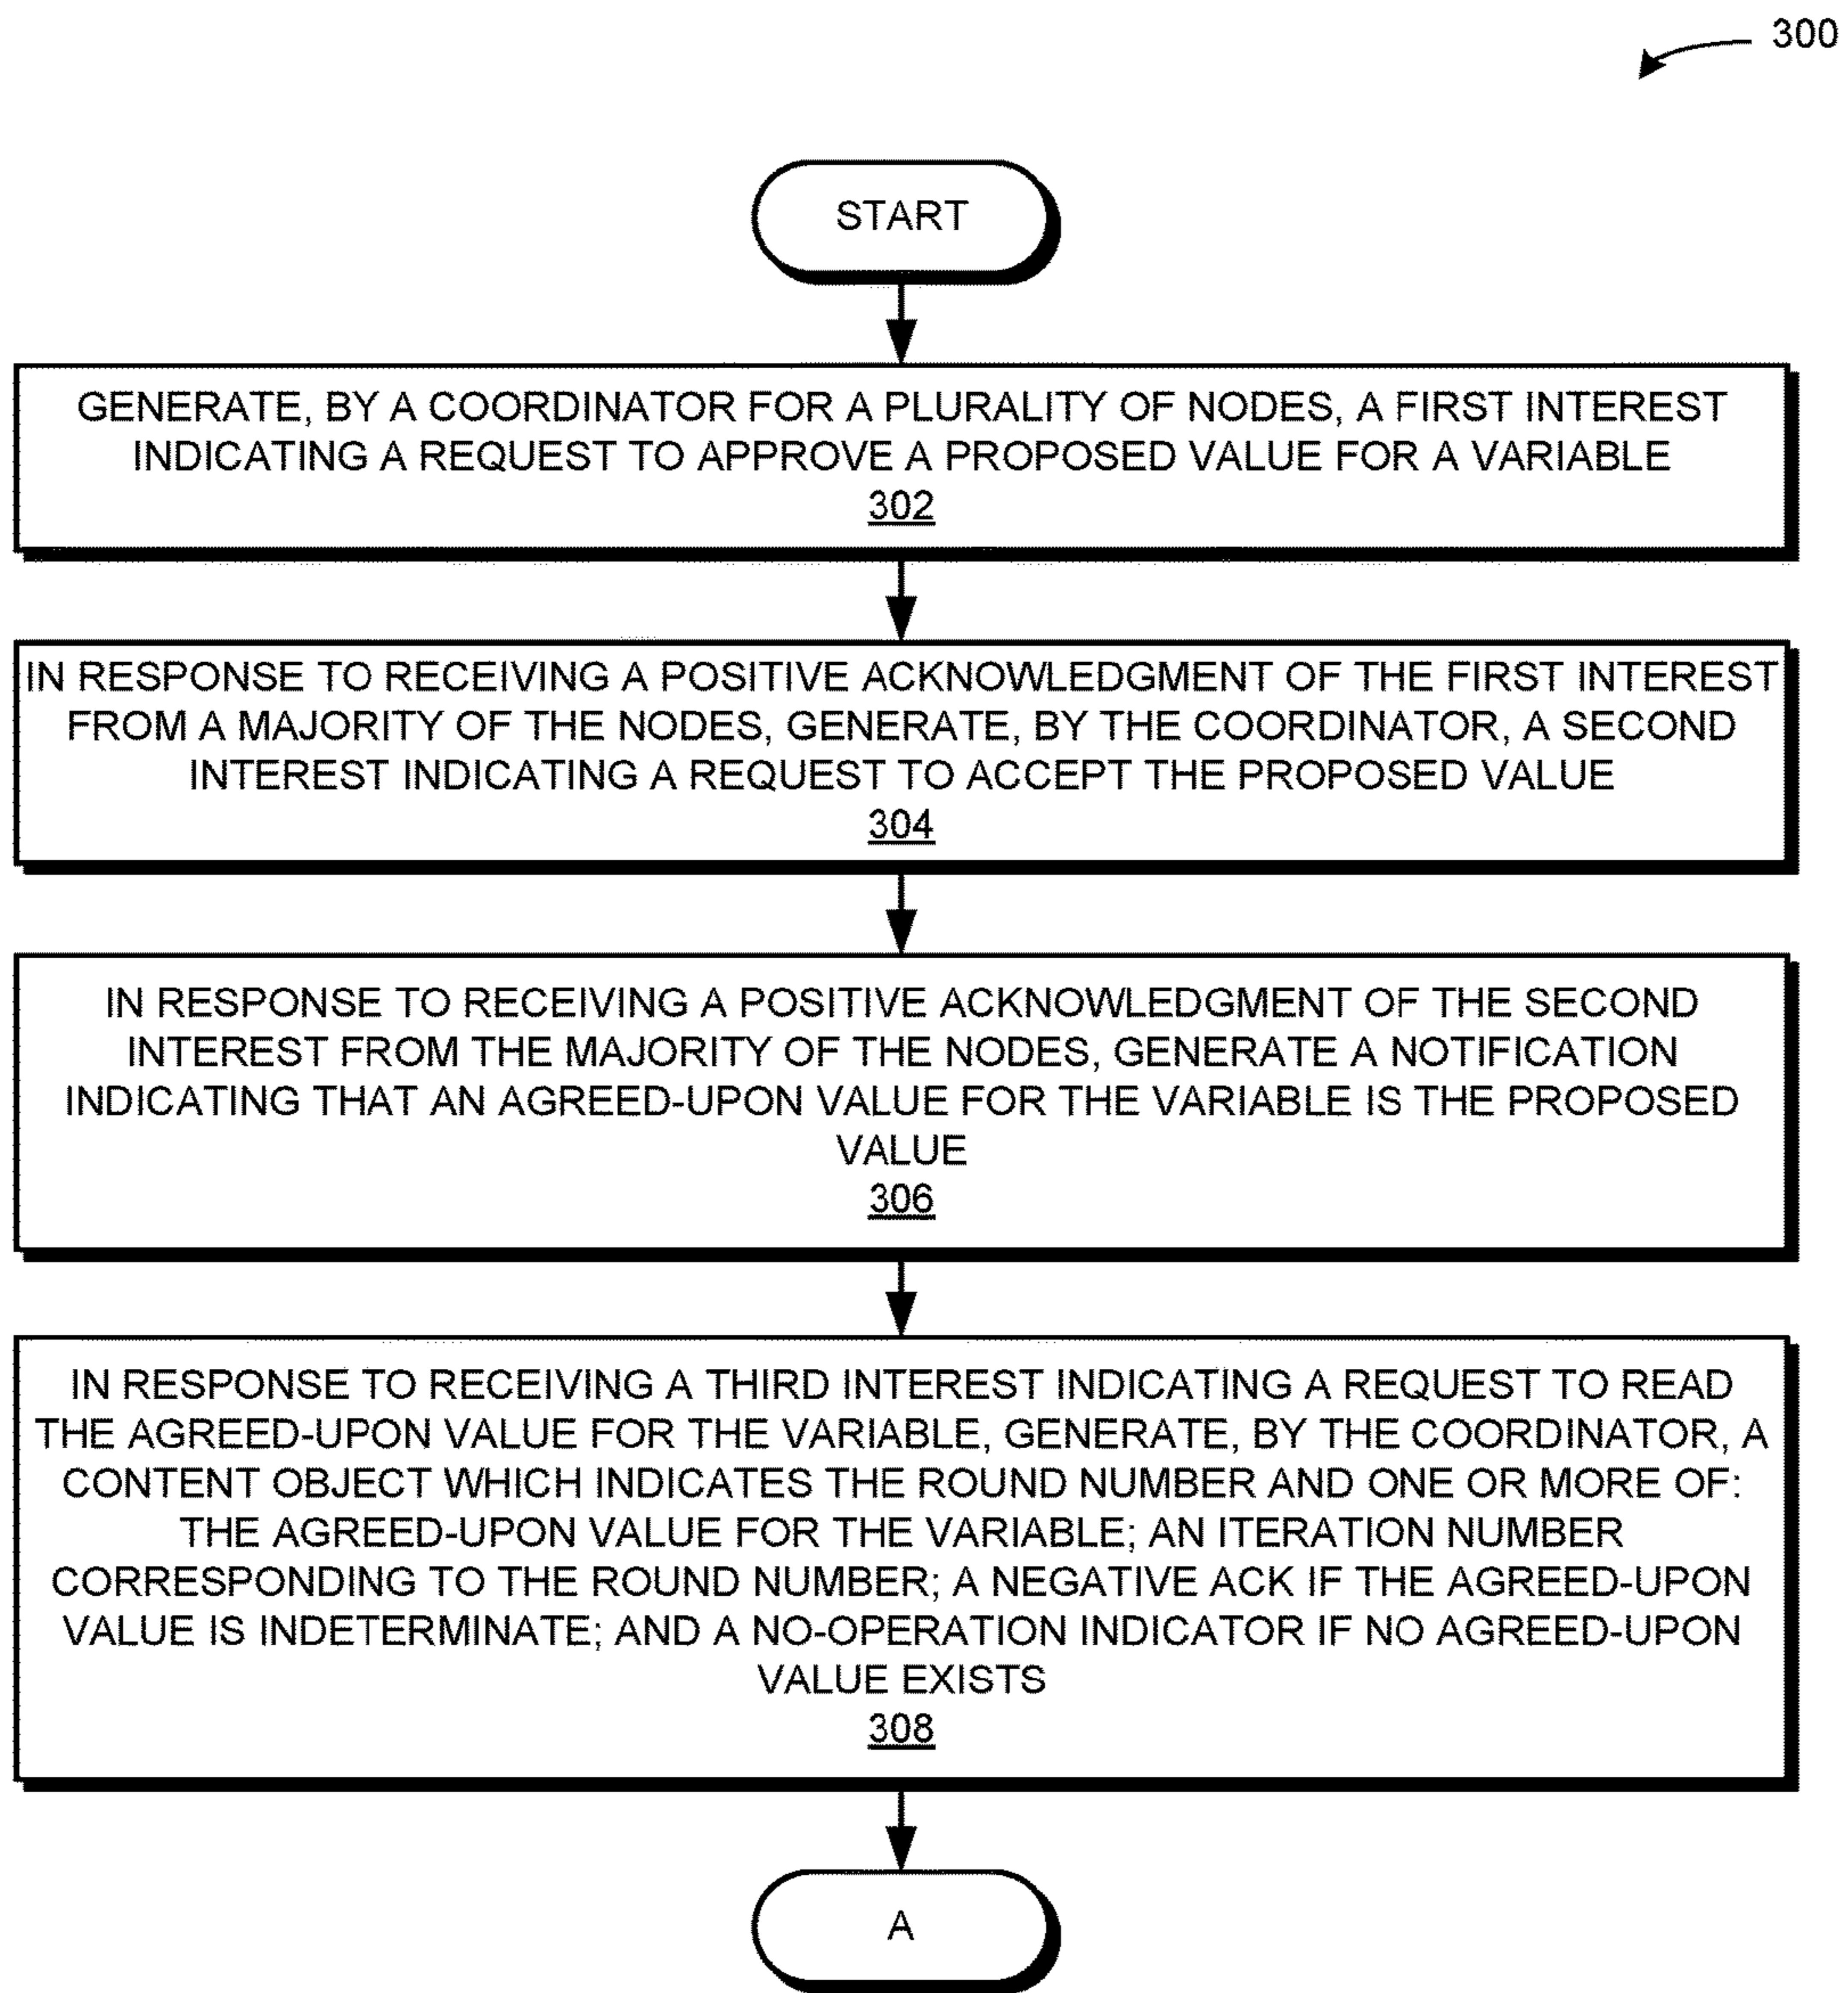 300
START
GENERATE, BY A COORDINATOR FOR A PLURALITY OF NODES, A FIRST INTEREST
INDICATING A REQUEST TO APPROVE A PROPOSED VALUE FOR A VARIABLE
302
IN RESPONSE TO RECEIVING A POSITIVE ACKNOWLEDGMENT OF THE FIRST INTEREST
FROM A MAJORITY OF THE NODES, GENERATE, BY THE COORDINATOR, A SECOND
INTEREST INDICATING A REQUEST TO ACCEPT THE PROPOSED VALUE
304
IN RESPONSE TO RECEIVING A POSITIVE ACKNOWLEDGMENT OF THE SECOND
INTEREST FROM THE MAJORITY OF THE NODES, GENERATE A NOTIFICATION
INDICATING THAT AN AGREED-UPON VALUE FOR THE VARIABLE IS THE PROPOSED
VALUE
306
IN RESPONSE TO RECEIVING A THIRD INTEREST INDICATING A REQUEST TO READ
THE AGREED-UPON VALUE FOR THE VARIABLE, GENERATE, BY THE COORDINATOR, A
CONTENT OBJECT WHICH INDICATES THE ROUND NUMBER AND ONE OR MORE OF:
THE AGREED-UPON VALUE FOR THE VARIABLE; AN ITERATION NUMBER
CORRESPONDING TO THE ROUND NUMBER; A NEGATIVE ACK IF THE AGREED-UPON
VALUE IS INDETERMINATE; AND A NO-OPERATION INDICATOR IF NO AGREED-UPON
VALUE EXISTS
308
A